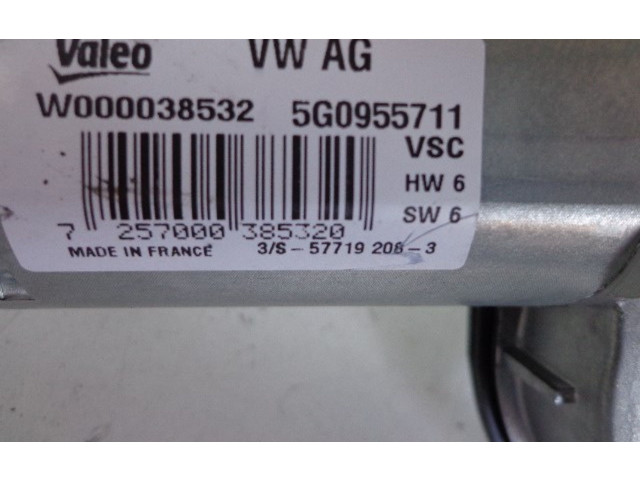 Valeo VW AG
W000038532 5G0955711
VSC
HW 6
SW 6
7 257000 385320
MADE IN FRANCE 3/S-57719 208-3